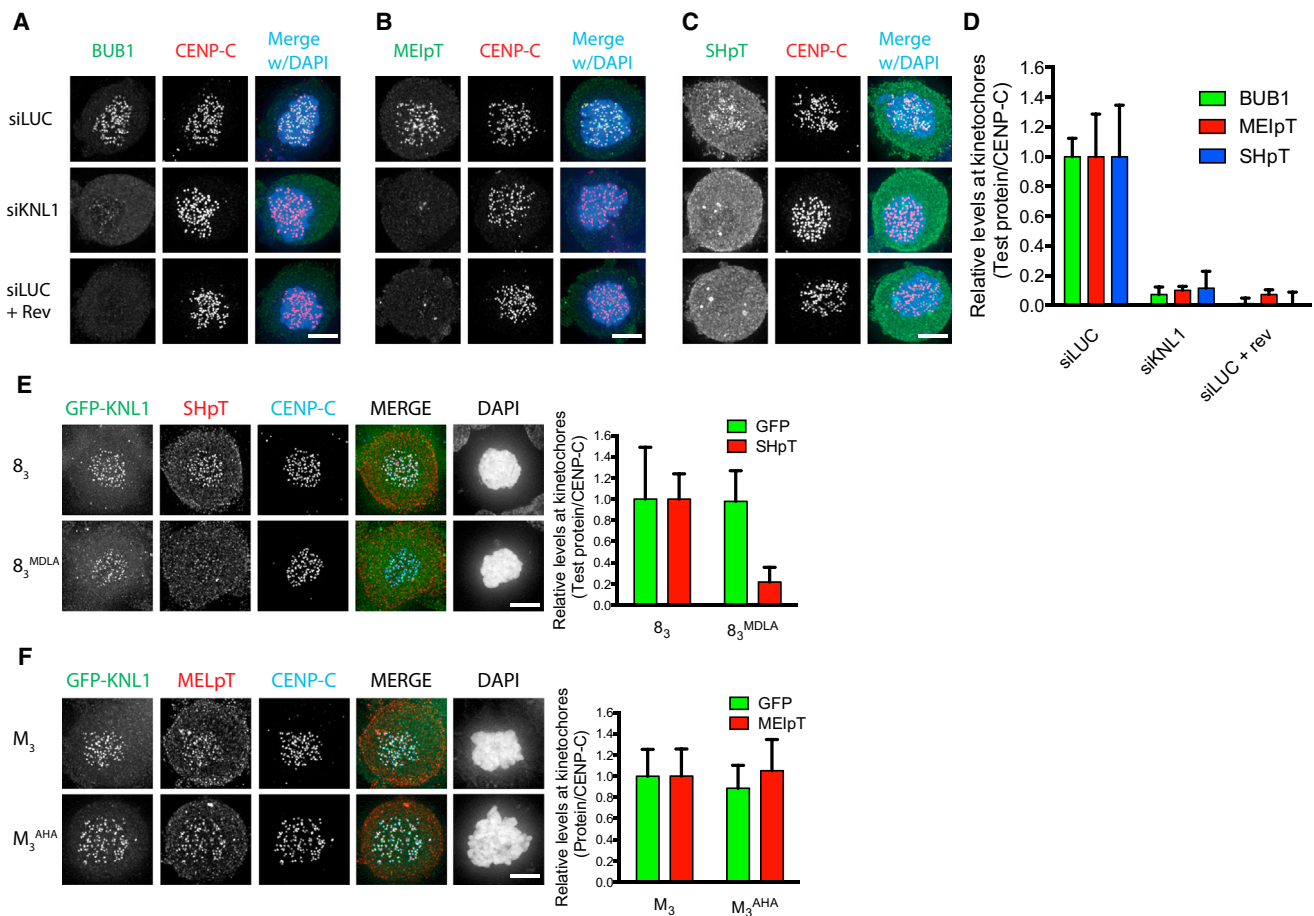 A
BUB1 CENP-C Merge w/DAPI
siLUC
siKNL1
siLUC + Rev
B
MEIpT CENP-C Merge w/DAPI
C
SHpT CENP-C Merge w/DAPI
D
Relative levels at kinetochores
(Test protein/CENP-C)
1.6
1.4
1.2
1.0
0.8
0.6
0.4
0.2
0.0
BUB1
MEIpT
SHpT
siLUC
siKNL1
siLUC + rev
E
GFP-KNL1 SHpT CENP-C MERGE DAPI
8₃
8₃ᴹᴰᴸᴬ
Relative levels at kinetochores
(Test protein/CENP-C)
1.6
1.4
1.2
1.0
0.8
0.6
0.4
0.2
0.0
GFP
SHpT
8₃ 8₃ᴹᴰᴸᴬ
F
GFP-KNL1 MELpT CENP-C MERGE DAPI
M₃
M₃ᴬᴴᴬ
Relative levels at kinetochores
(Protein/CENP-C)
1.6
1.4
1.2
1.0
0.8
0.6
0.4
0.2
0.0
GFP
MEIpT
M₃ M₃ᴬᴴᴬ